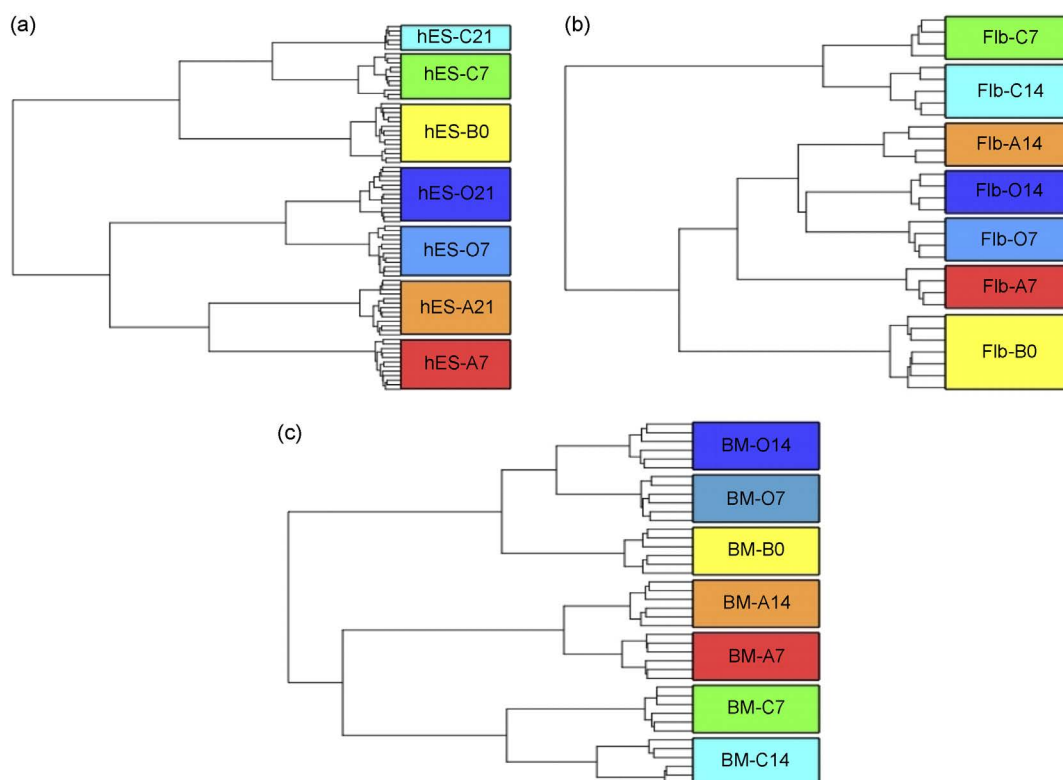 (a)
hES-C21
hES-C7
hES-B0
hES-O21
hES-O7
hES-A21
hES-A7
(b)
Flb-C7
Flb-C14
Flb-A14
Flb-O14
Flb-O7
Flb-A7
Flb-B0
(c)
BM-O14
BM-O7
BM-B0
BM-A14
BM-A7
BM-C7
BM-C14